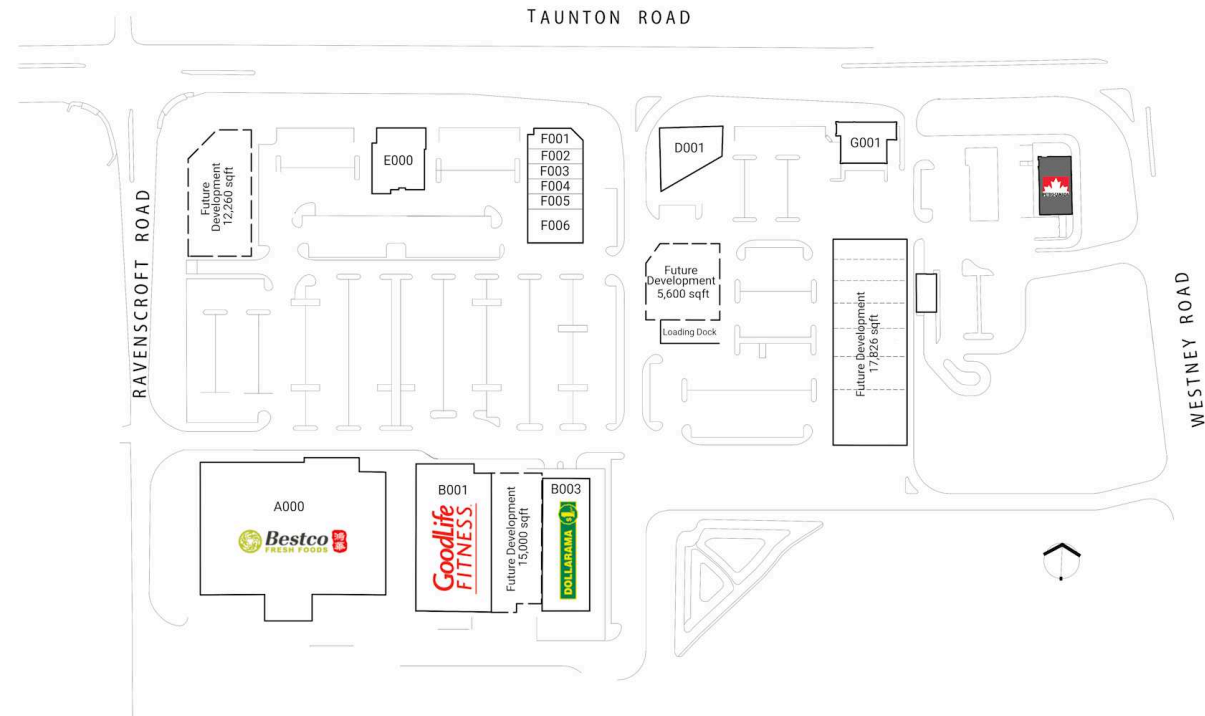 TAUNTON ROAD
RAVENSCROFT ROAD
WESTNEY ROAD
Future
Development
12,260 sqft
E000
F001
F002
F003
F004
F005
F006
D001
G001
Future
Development
5,600 sqft
Loading Dock
Future Development
17,826 sqft
A000
Bestco
FRESH FOODS
B001
GoodLife
FITNESS
Future Development
15,000 sqft
B003
DOLLARAMA